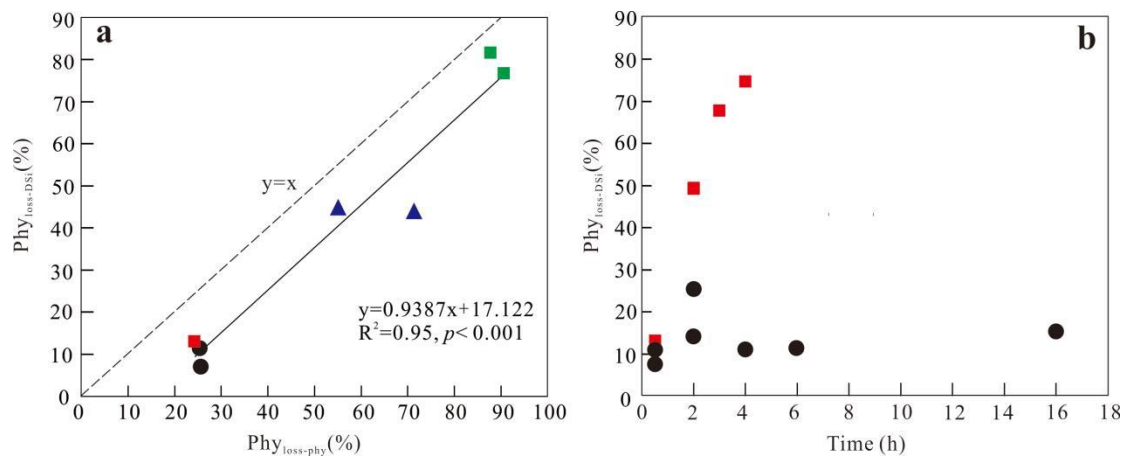 a
90
80
70
60
50
40
30
20
10
0
Phy_loss-DSi(%)
y=x
y=0.9387x+17.122
R²=0.95, p< 0.001
0 10 20 30 40 50 60 70 80 90 100
Phy_loss-phy(%)
b
90
80
70
60
50
40
30
20
10
0
Phy_loss-DSi(%)
0 2 4 6 8 10 12 14 16 18
Time (h)